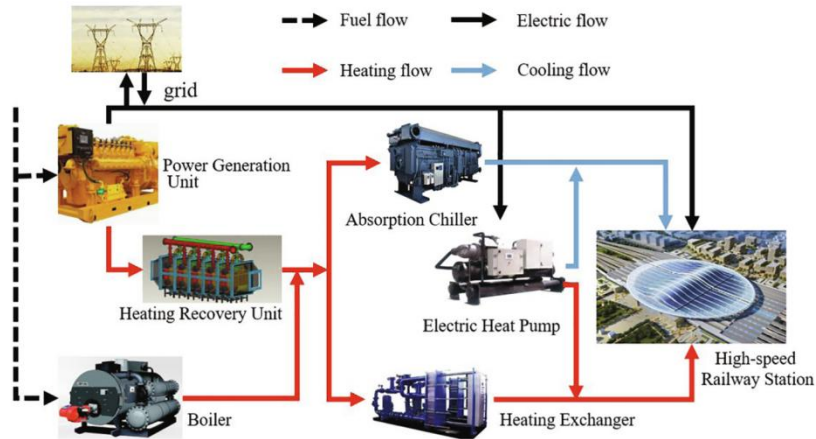 Fuel flow
Electric flow
Heating flow
Cooling flow
grid
Power Generation
Unit
Absorption Chiller
Heating Recovery Unit
Electric Heat Pump
High-speed
Railway Station
Boiler
Heating Exchanger